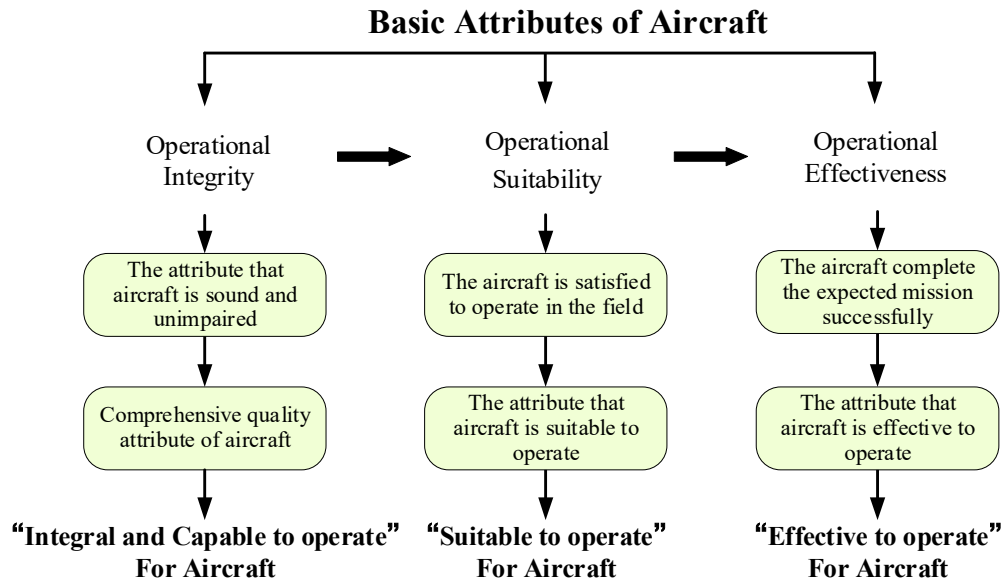 Basic Attributes of Aircraft
Operational
Integrity
Operational
Suitability
Operational
Effectiveness
The attribute that
aircraft is sound and
unimpaired
The aircraft is satisfied
to operate in the field
The aircraft complete
the expected mission
successfully
Comprehensive quality
attribute of aircraft
The attribute that
aircraft is suitable to
operate
The attribute that
aircraft is effective to
operate
“Integral and Capable to operate”
For Aircraft
“Suitable to operate”
For Aircraft
“Effective to operate”
For Aircraft